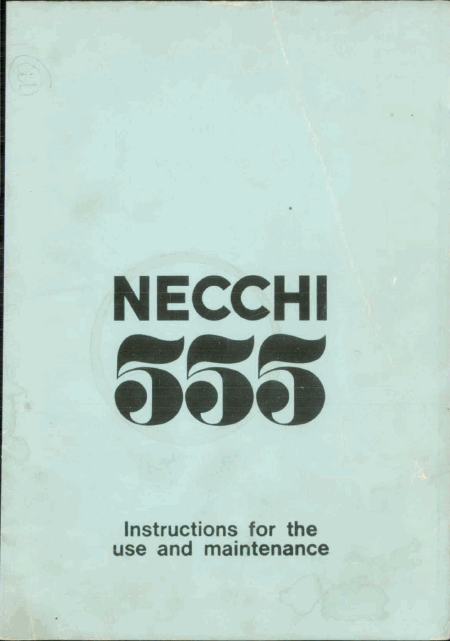 NECCHI
555
Instructions for the
use and maintenance